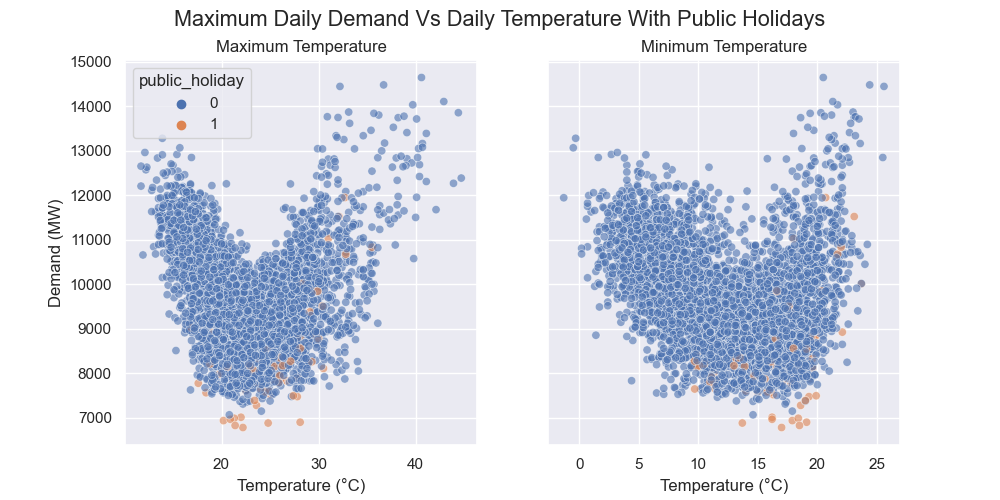 Maximum Daily Demand Vs Daily Temperature With Public Holidays
Maximum Temperature
Minimum Temperature
public_holiday
0
1
Demand (MW)
15000
14000
13000
12000
11000
10000
9000
8000
7000
20 30 40
0 5 10 15 20 25
Temperature (°C)
Temperature (°C)